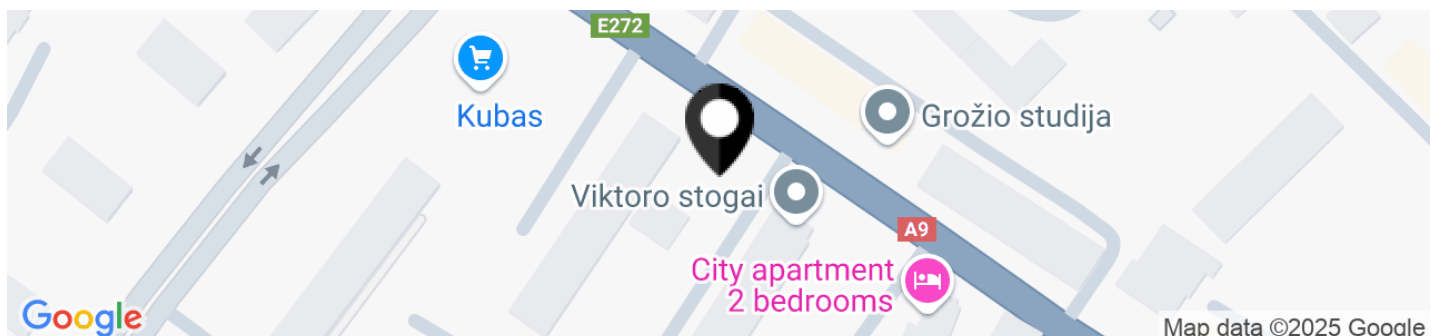 E272
Kubas
Grožio studija
Viktoro stogai
A9
City apartment
2 bedrooms
Google
Map data ©2025 Google